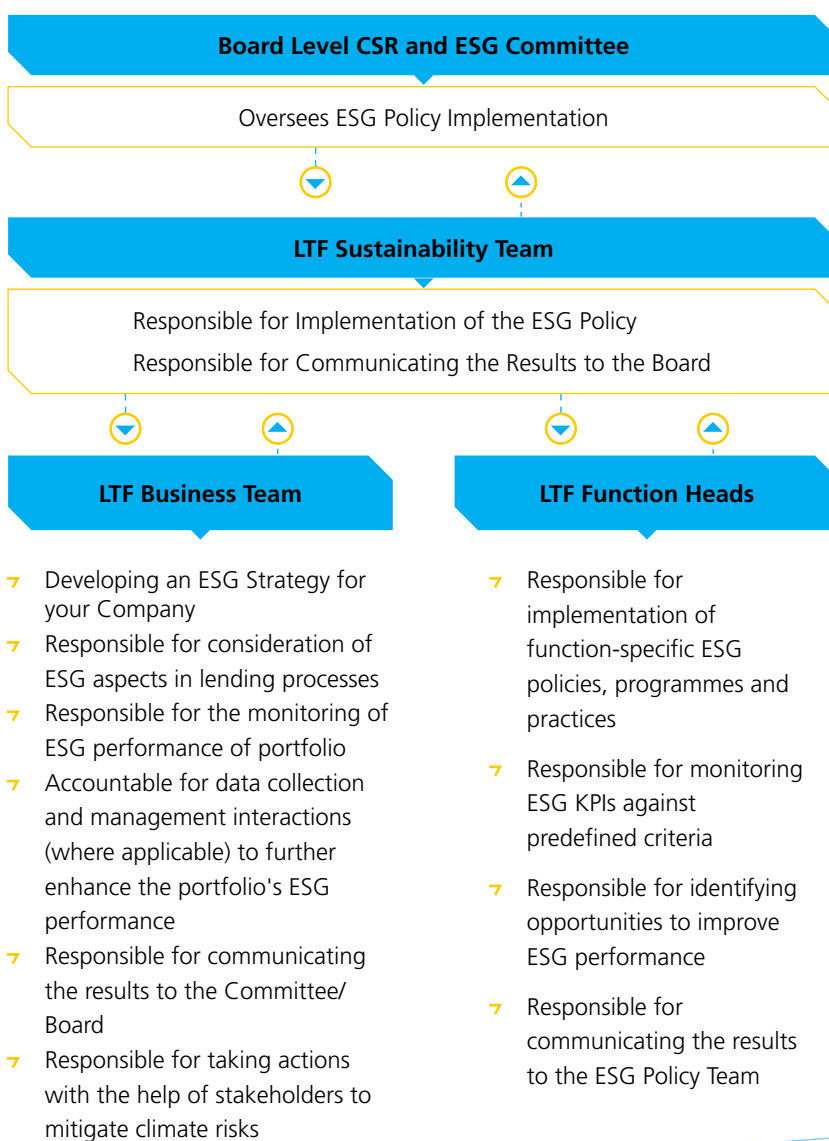 Board Level CSR and ESG Committee
Oversees ESG Policy Implementation
LTF Sustainability Team
Responsible for Implementation of the ESG Policy
Responsible for Communicating the Results to the Board
LTF Business Team
Developing an ESG Strategy for
your Company
Responsible for consideration of
ESG aspects in lending processes
Responsible for the monitoring of
ESG performance of portfolio
Accountable for data collection
and management interactions
(where applicable) to further
enhance the portfolio's ESG
performance
Responsible for communicating
the results to the Committee/
Board
Responsible for taking actions
with the help of stakeholders to
mitigate climate risks
LTF Function Heads
Responsible for
implementation of
function-specific ESG
policies, programmes and
practices
Responsible for monitoring
ESG KPIs against
predefined criteria
Responsible for identifying
opportunities to improve
ESG performance
Responsible for
communicating the results
to the ESG Policy Team